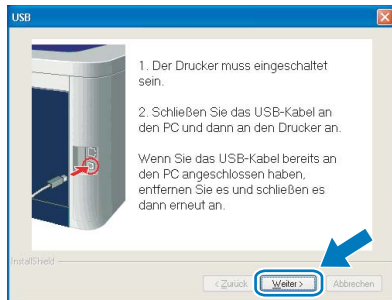 USB
1. Der Drucker muss eingeschaltet
sein.
2. Schließen Sie das USB-Kabel an
den PC und dann an den Drucker an.
Wenn Sie das USB-Kabel bereits an
den PC angeschlossen haben,
entfernen Sie es und schließen es
dann erneut an.
InstallShield
< Zurück Weiter > Abbrechen